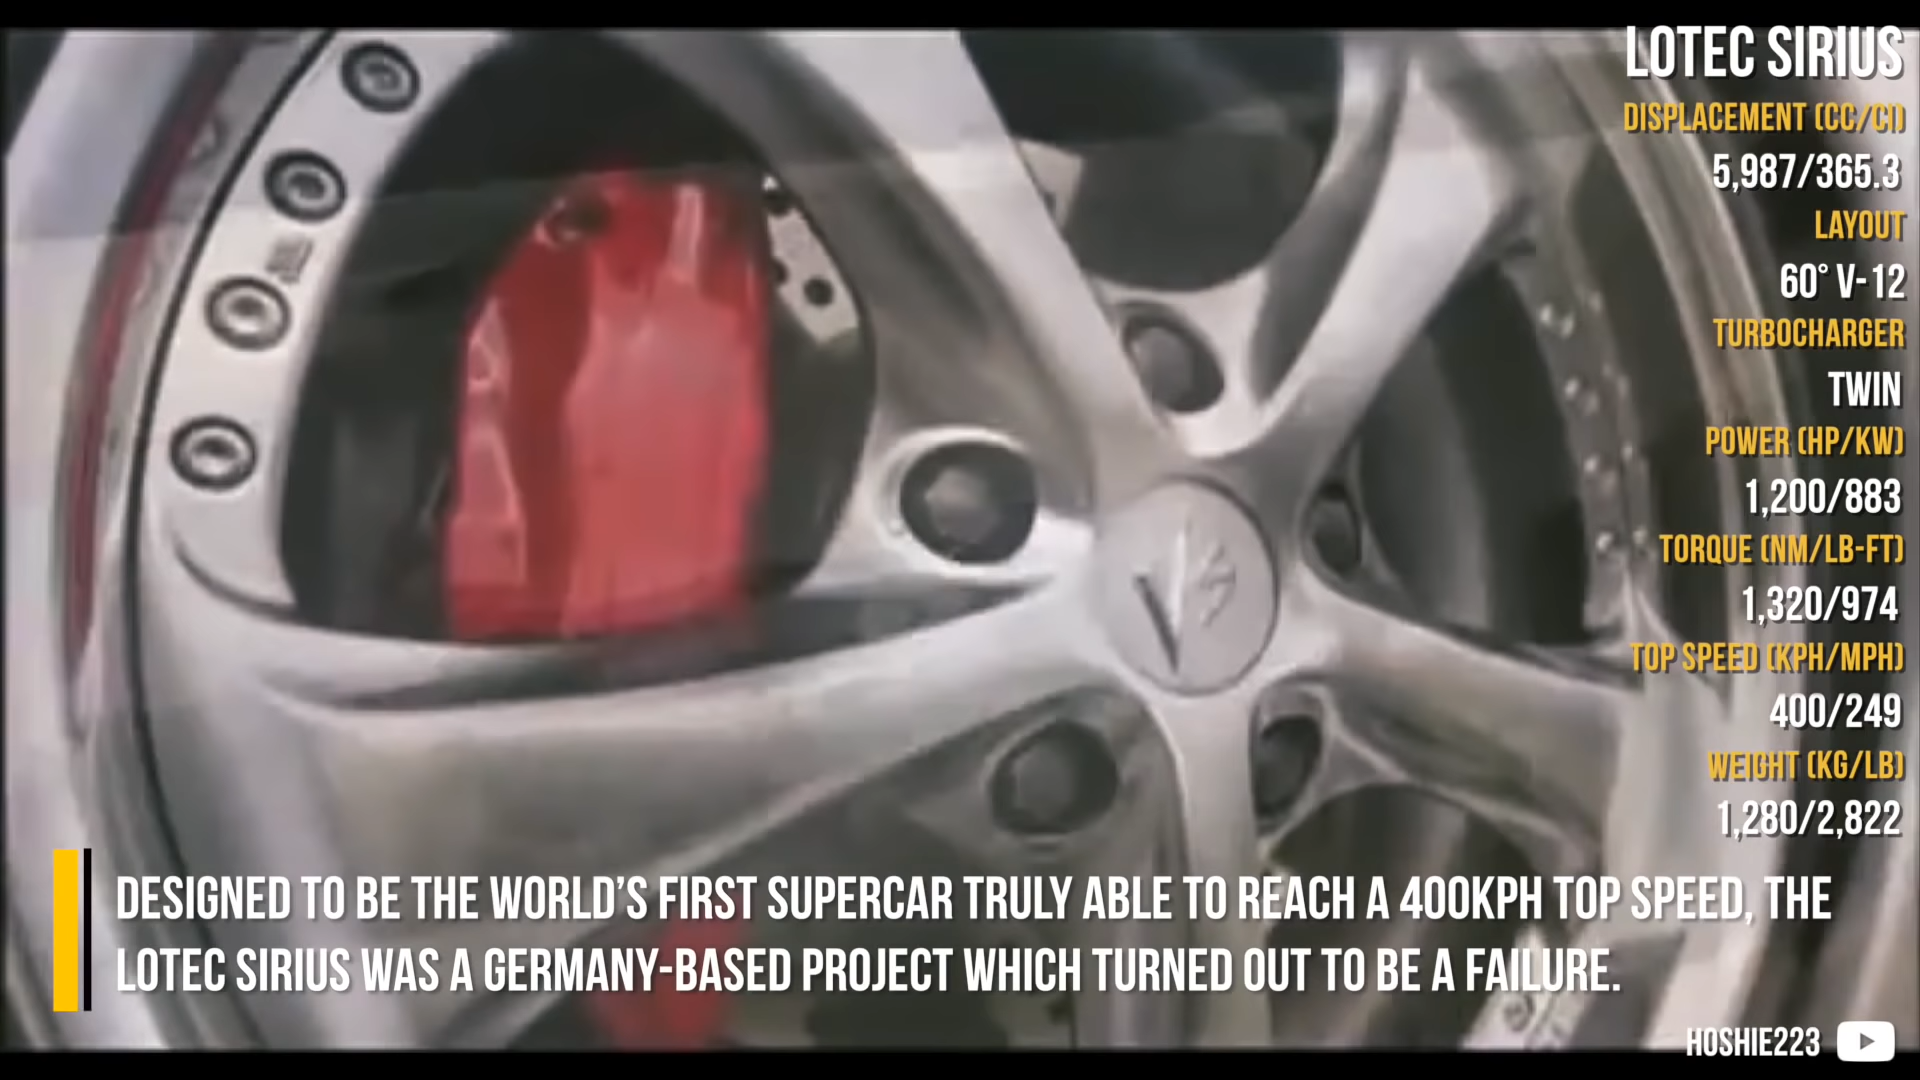 LOTEC SIRIUS
DISPLACEMENT (CC/CI)
5,987/365.3
LAYOUT
60° V-12
TURBOCHARGER
TWIN
POWER (HP/KW)
1,200/883
TORQUE (NM/LB-FT)
1,320/974
TOP SPEED (KPH/MPH)
400/249
WEIGHT (KG/LB)
1,280/2,822
DESIGNED TO BE THE WORLD’S FIRST SUPERCAR TRULY ABLE TO REACH A 400KPH TOP SPEED, THE
LOTEC SIRIUS WAS A GERMANY-BASED PROJECT WHICH TURNED OUT TO BE A FAILURE.
HOSHIE223